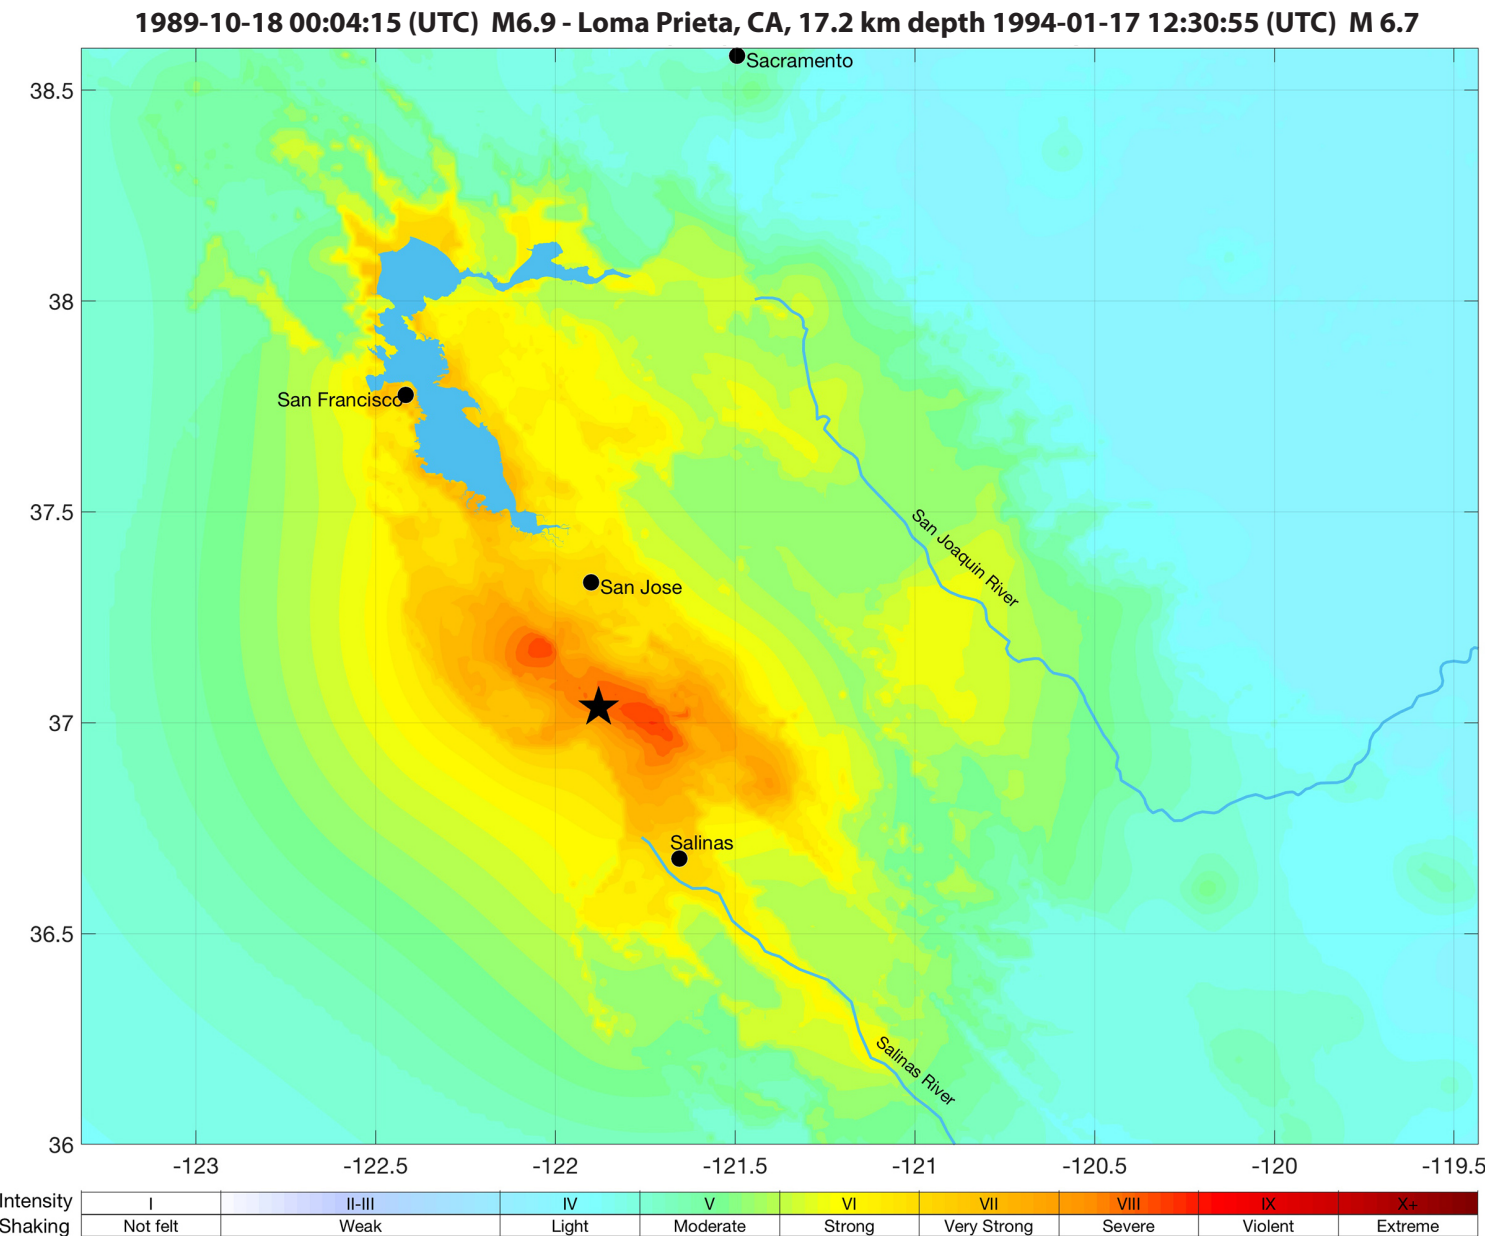 1989-10-18 00:04:15 (UTC) M6.9 - Loma Prieta, CA, 17.2 km depth 1994-01-17 12:30:55 (UTC) M 6.7
Sacramento
38.5
38
San Francisco
37.5
San Joaquin River
San Jose
37
Salinas
36.5
Salinas River
36
-123 -122.5 -122 -121.5 -121 -120.5 -120 -119.5
Intensity I II-III IV V VI VII VIII IX X+
Shaking Not felt Weak Light Moderate Strong Very Strong Severe Violent Extreme